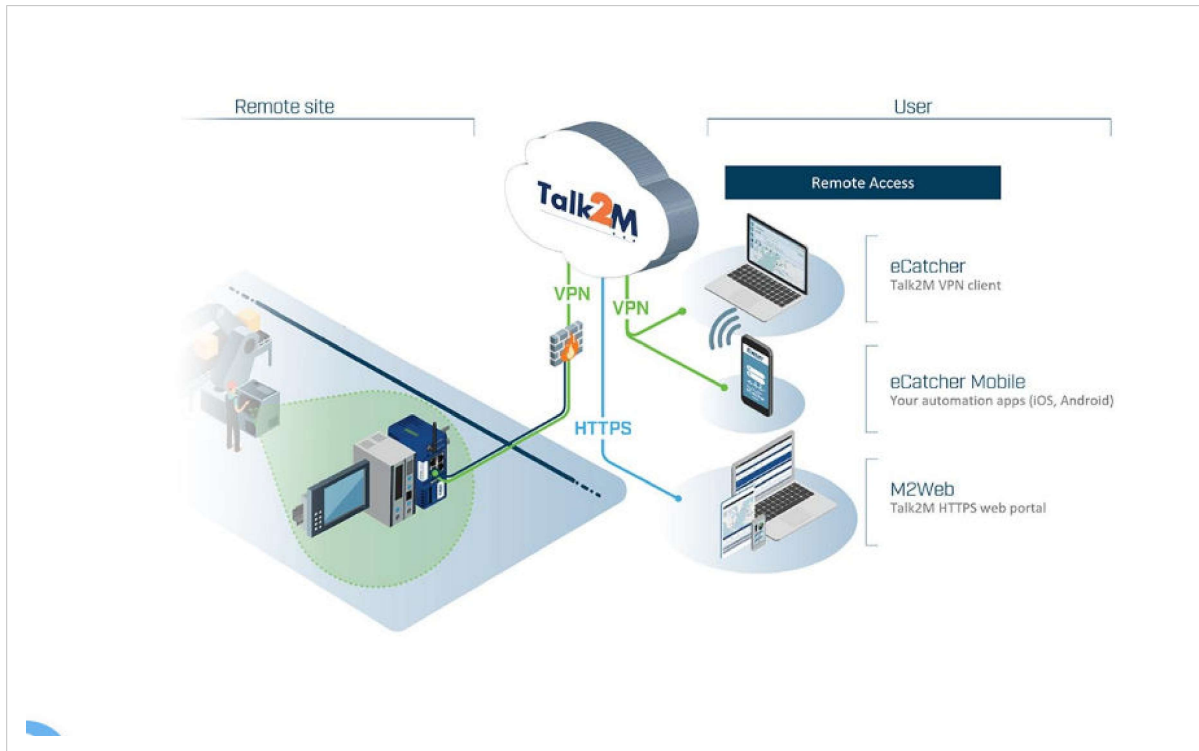 Remote site
User
Talk2M
Remote Access
eCatcher
Talk2M VPN client
VPN
VPN
eCatcher Mobile
Your automation apps (iOS, Android)
HTTPS
M2Web
Talk2M HTTPS web portal